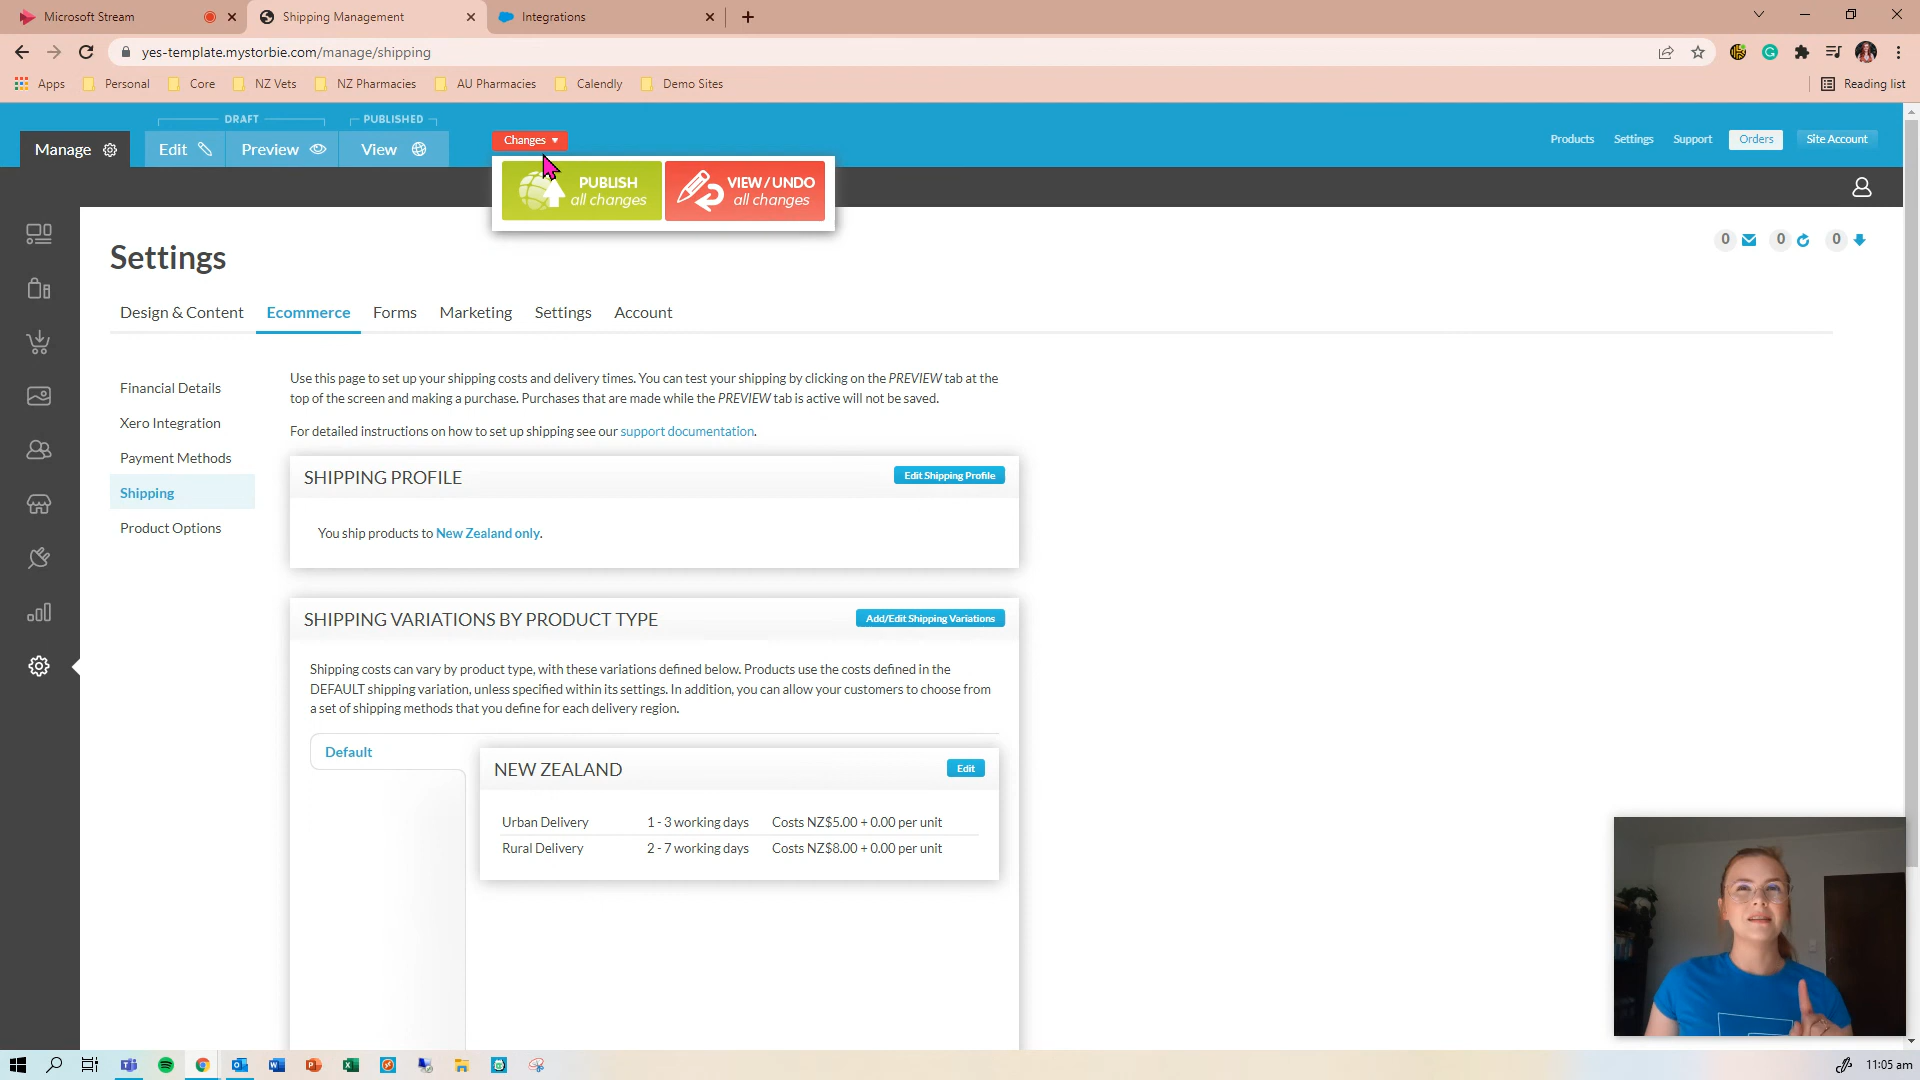 Microsoft Stream
Shipping Management
Integrations
yes-template.mystorbie.com/manage/shipping
Apps
Personal
Core
NZ Vets
NZ Pharmacies
AU Pharmacies
Calendly
Demo Sites
Reading list
DRAFT
PUBLISHED
Manage
Edit
Preview
View
Changes
Products
Settings
Support
Orders
Site Account
PUBLISH
all changes
VIEW / UNDO
all changes
Settings
0
0
0
Design & Content
Ecommerce
Forms
Marketing
Settings
Account
Financial Details
Xero Integration
Payment Methods
Shipping
Product Options
Use this page to set up your shipping costs and delivery times. You can test your shipping by clicking on the PREVIEW tab at the
top of the screen and making a purchase. Purchases that are made while the PREVIEW tab is active will not be saved.
For detailed instructions on how to set up shipping see our support documentation.
SHIPPING PROFILE
Edit Shipping Profile
You ship products to New Zealand only.
SHIPPING VARIATIONS BY PRODUCT TYPE
Add/Edit Shipping Variations
Shipping costs can vary by product type, with these variations defined below. Products use the costs defined in the
DEFAULT shipping variation, unless specified within its settings. In addition, you can allow your customers to choose from
a set of shipping methods that you define for each delivery region.
Default
NEW ZEALAND
Edit
Urban Delivery 1 - 3 working days Costs NZ$5.00 + 0.00 per unit
Rural Delivery 2 - 7 working days Costs NZ$8.00 + 0.00 per unit
11:05 am